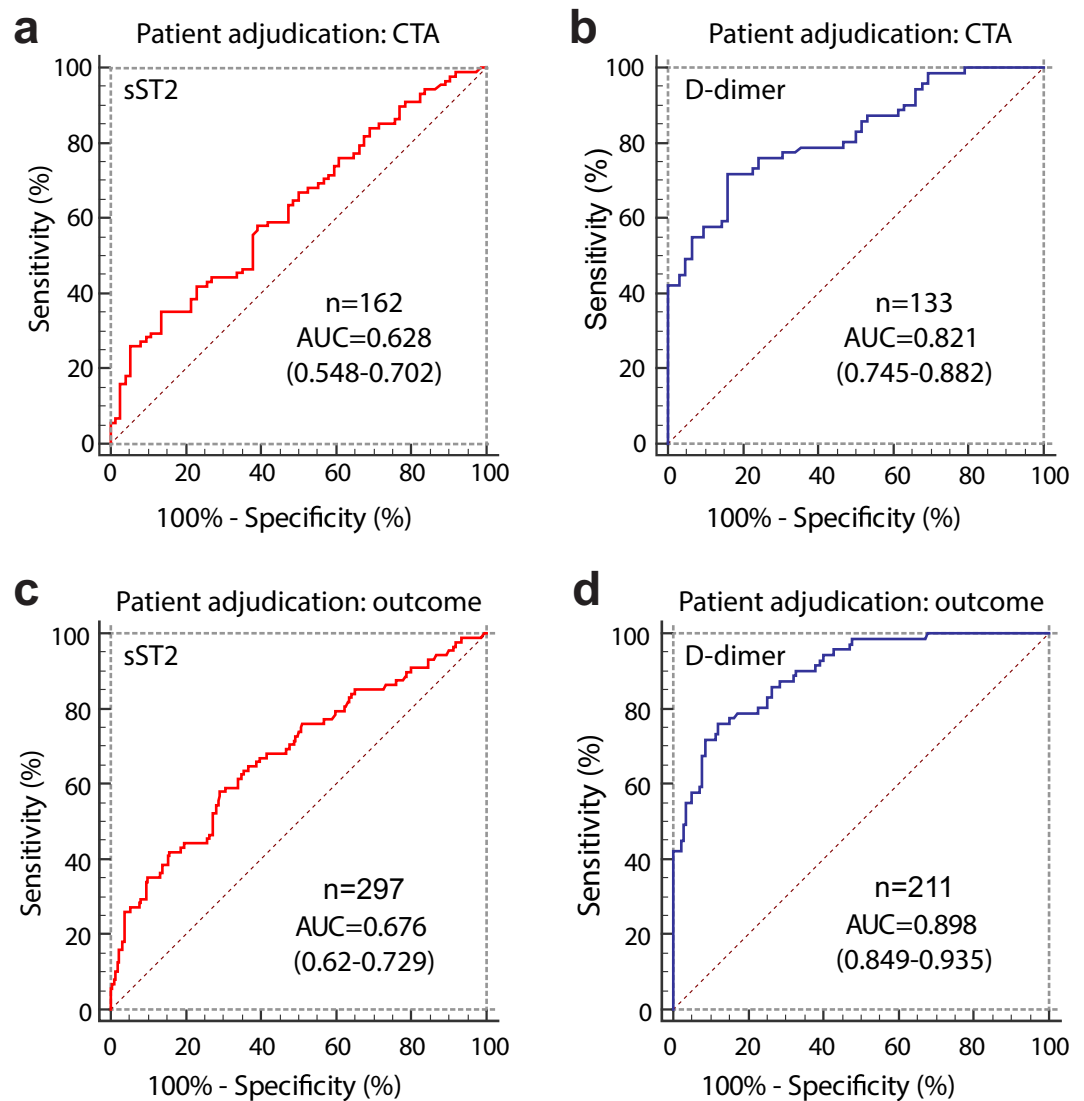 a
Patient adjudication: CTA
sST2
100
80
60
40
20
0
Sensitivity (%)
n=162
AUC=0.628
(0.548-0.702)
0 20 40 60 80 100
100% - Specificity (%)
b
Patient adjudication: CTA
D-dimer
100
80
60
40
20
0
Sensitivity (%)
n=133
AUC=0.821
(0.745-0.882)
0 20 40 60 80 100
100% - Specificity (%)
c
Patient adjudication: outcome
sST2
100
80
60
40
20
0
Sensitivity (%)
n=297
AUC=0.676
(0.62-0.729)
0 20 40 60 80 100
100% - Specificity (%)
d
Patient adjudication: outcome
D-dimer
100
80
60
40
20
0
Sensitivity (%)
n=211
AUC=0.898
(0.849-0.935)
0 20 40 60 80 100
100% - Specificity (%)